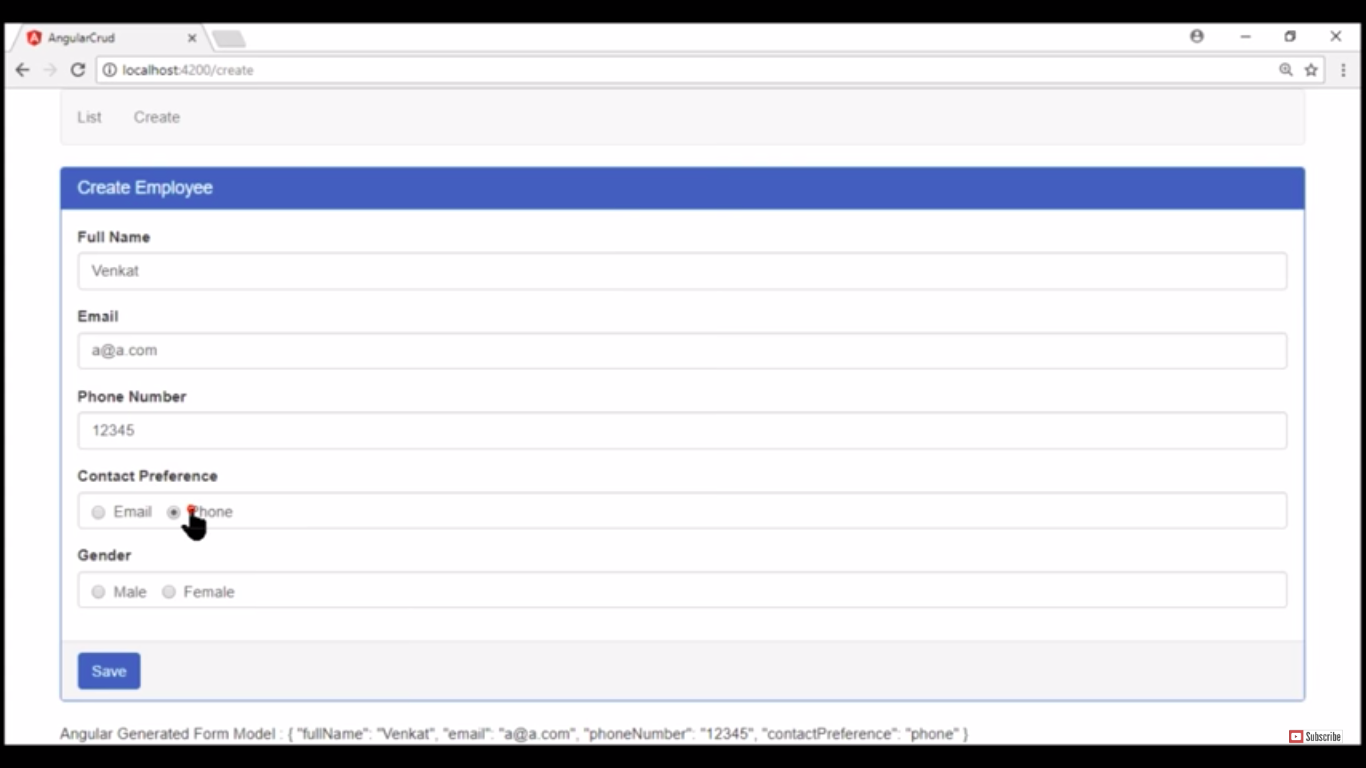 AngularCrud
localhost:4200/create
List Create
Create Employee
Full Name
Venkat
Email
a@a.com
Phone Number
12345
Contact Preference
Email Phone
Gender
Male Female
Save
Angular Generated Form Model : { "fullName": "Venkat", "email": "a@a.com", "phoneNumber": "12345", "contactPreference": "phone" }
Subscribe